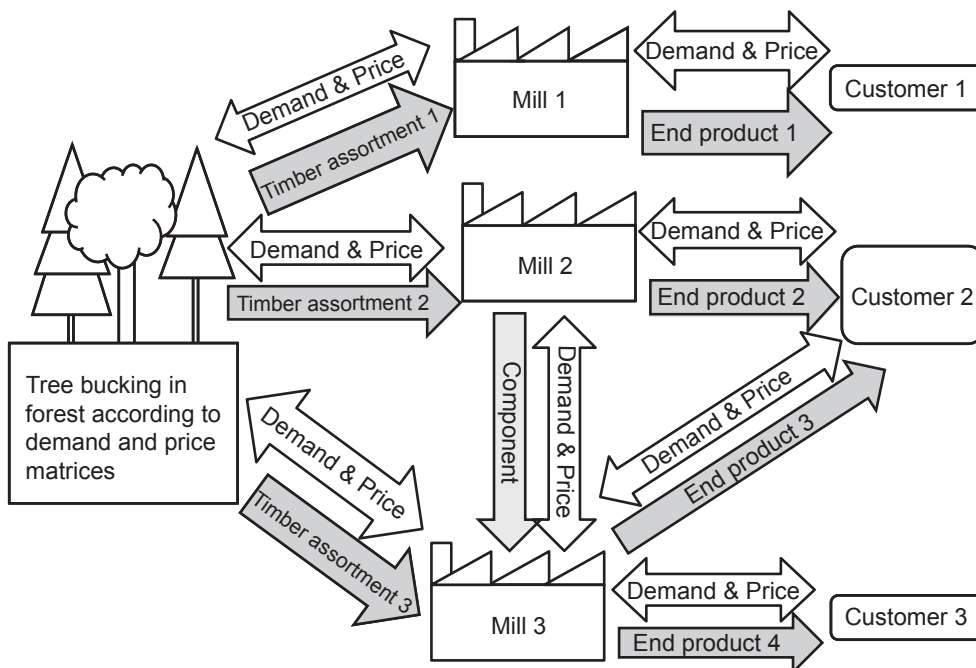 Demand & Price
Timber assortment 1
Mill 1
Demand & Price
End product 1
Customer 1
Demand & Price
Timber assortment 2
Mill 2
Demand & Price
End product 2
Customer 2
Tree bucking in
forest according to
demand and price
matrices
Demand & Price
Timber assortment 3
Component
Demand & Price
Demand & Price
End product 3
Mill 3
Demand & Price
End product 4
Customer 3